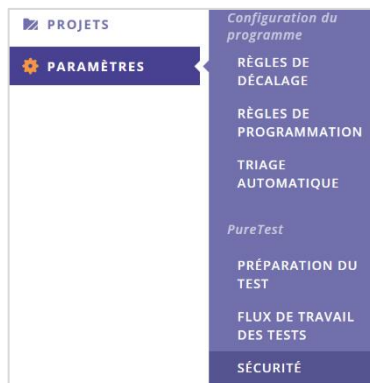 PROJETS
PARAMÈTRES
Configuration du
programme
RÈGLES DE
DÉCALAGE
RÈGLES DE
PROGRAMMATION
TRIAGE
AUTOMATIQUE
PureTest
PRÉPARATION DU
TEST
FLUX DE TRAVAIL
DES TESTS
SÉCURITÉ